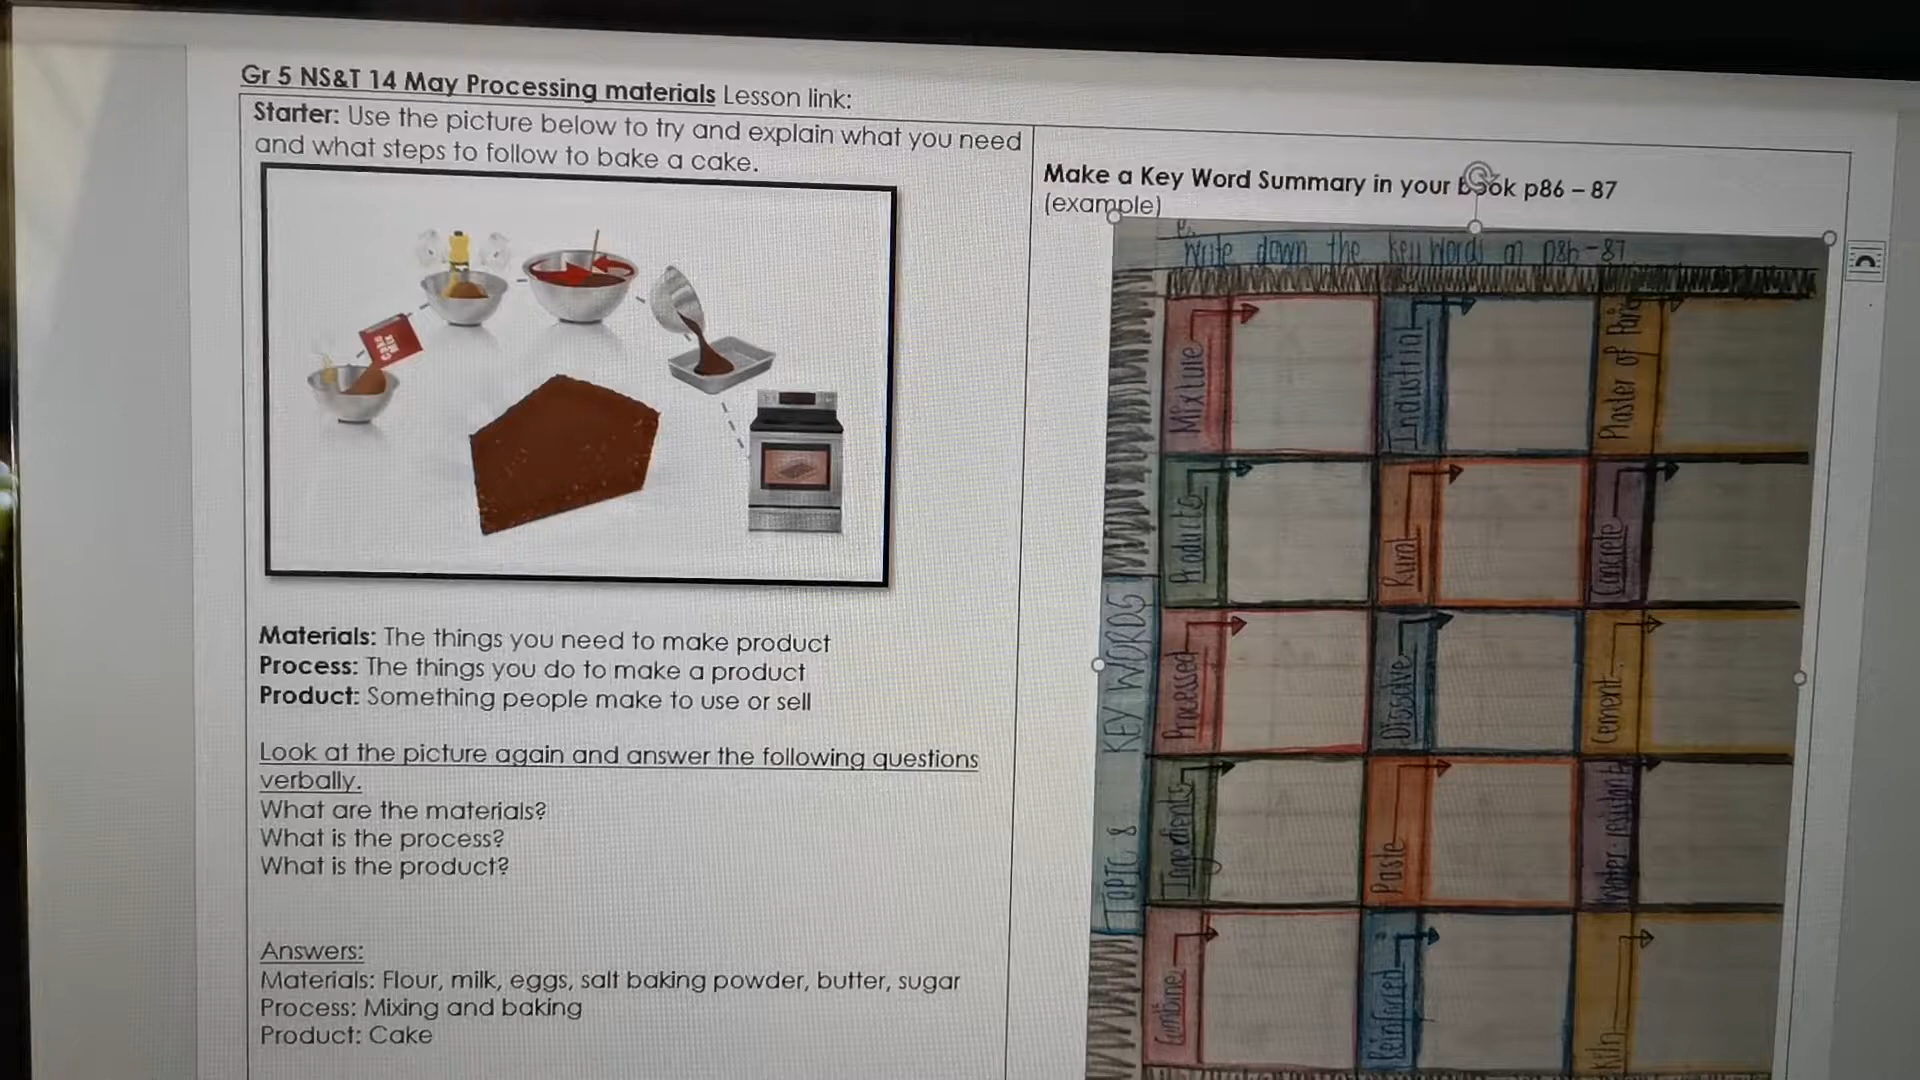 Gr 5 NS&T 14 May Processing materials Lesson link:
Starter: Use the picture below to try and explain what you need
and what steps to follow to bake a cake.
CAKE
MIX
Materials: The things you need to make product
Process: The things you do to make a product
Product: Something people make to use or sell
Look at the picture again and answer the following questions
verbally.
What are the materials?
What is the process?
What is the product?
Answers:
Materials: Flour, milk, eggs, salt baking powder, butter, sugar
Process: Mixing and baking
Product: Cake
Make a Key Word Summary in your book p86 – 87
(example)
Write down the key words on p86-87
TOPIC 8 KEY WORDS
Mixture
Industrial
Plaster of Paris
Products
Rural
Concrete
Processed
Dissolve
Cement
Ingredients
Paste
Water-resistant
Combine
Reinforced
Kiln